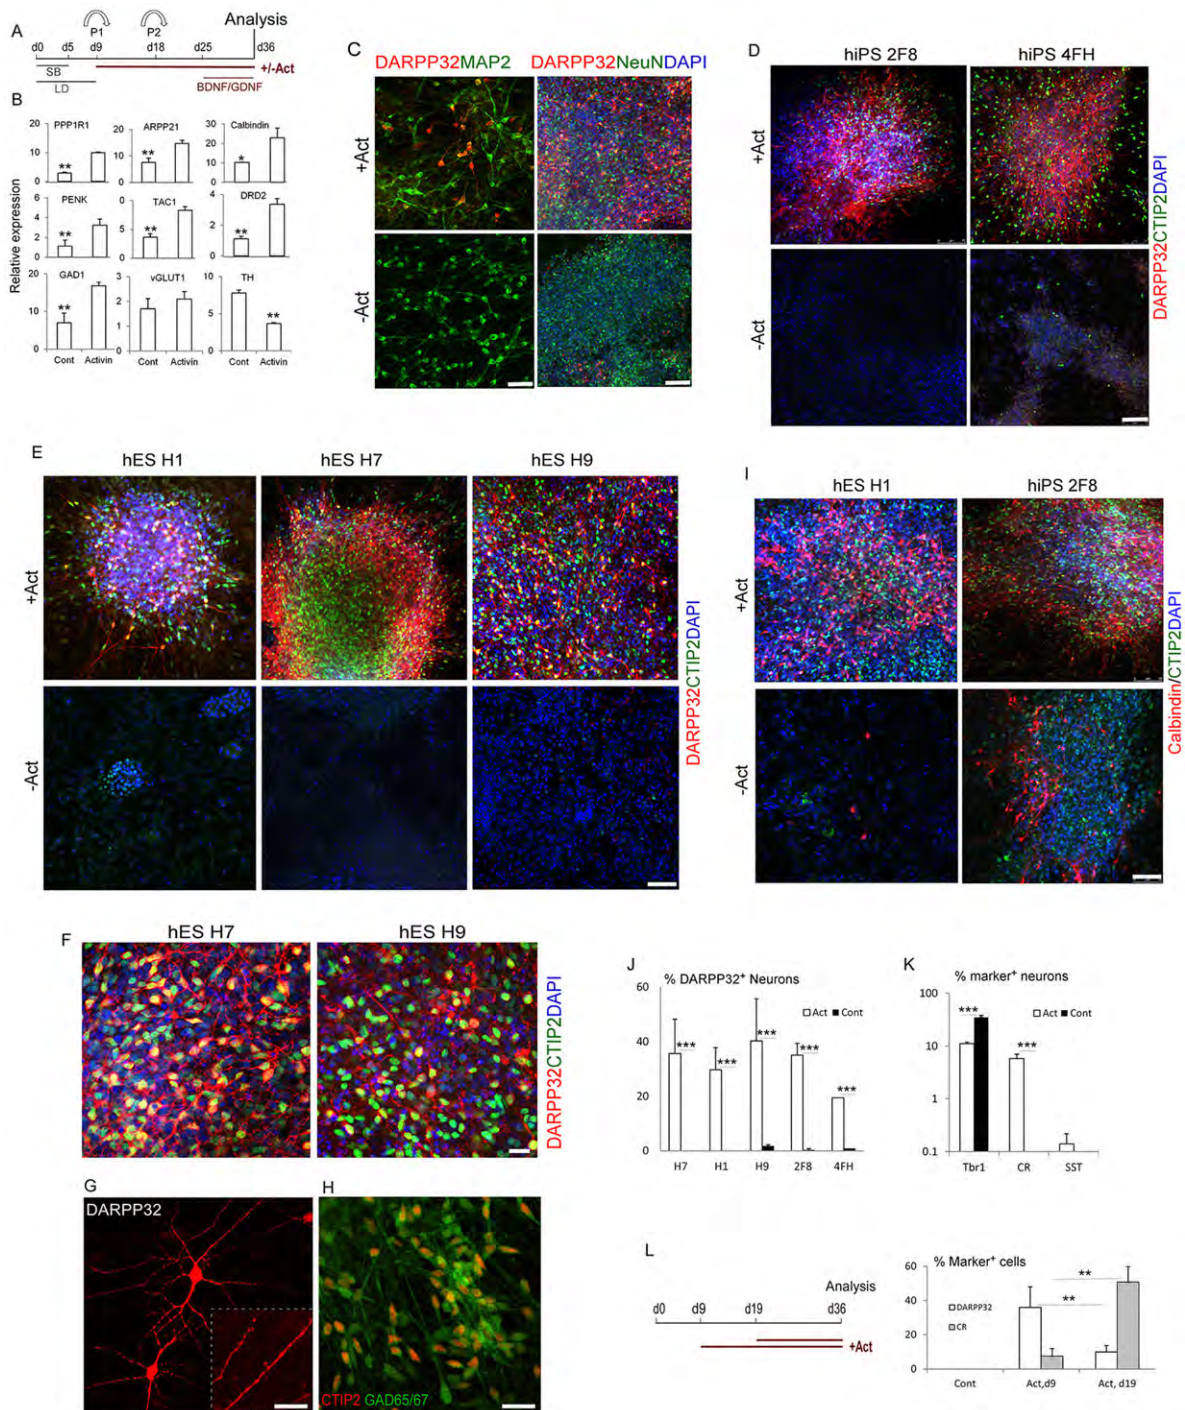 A
P1
P2
Analysis
d0
d5
d9
d18
d25
d36
SB
LD
+/-Act
BDNF/GDNF
B
Relative expression
PPP1R1
20
10
0
**
ARPP21
20
10
0
**
Calbindin
30
20
10
0
*
PENK
6
4
2
0
**
TAC1
0
5
0
**
DRD2
4
2
0
**
GAD1
20
10
0
**
vGLUT1
3
2
1
0
TH
10
5
0
**
Cont Activin
Cont Activin
Cont Activin
C
DARPP32MAP2
DARPP32NeuNDAPI
+Act
-Act
D
hiPS 2F8
hiPS 4FH
+Act
-Act
DARPP32CTIP2DAPI
E
hES H1
hES H7
hES H9
+Act
-Act
DARPP32CTIP2DAPI
I
hES H1
hiPS 2F8
+Act
-Act
Calbindin/CTIP2DAPI
F
hES H7
hES H9
DARPP32CTIP2DAPI
G
DARPP32
H
CTIP2 GAD65/67
J
% DARPP32+ Neurons
60
40
20
0
Act Cont
***
***
***
***
***
H7 H1 H9 2F8 4FH
K
% marker+ neurons
100
10
1
0.1
Act Cont
***
***
Tbr1 CR SST
L
Analysis
d0 d9 d19 d36
+Act
% Marker+ cells
60
40
20
0
DARPP32
CR
**
**
Cont Act,d9 Act, d19